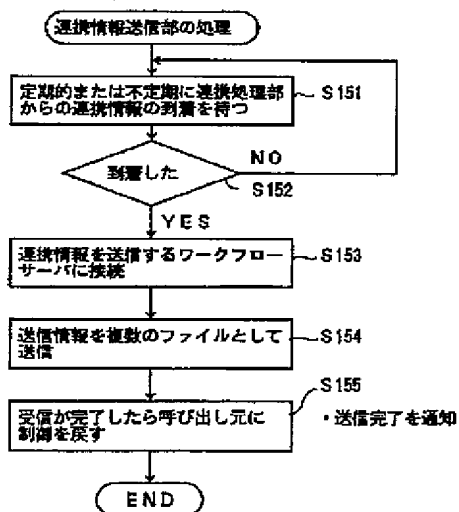 連携情報送信部の処理
定期的または不定期に連携処理部
からの連携情報の到着を待つ
S151
到着した
NO
S152
YES
連携情報を送信するワークフロー
サーバに接続
S153
送信情報を複数のファイルとして
送信
S154
受信が完了したら呼び出し元に
制御を戻す
S155
・送信完了を通知
END